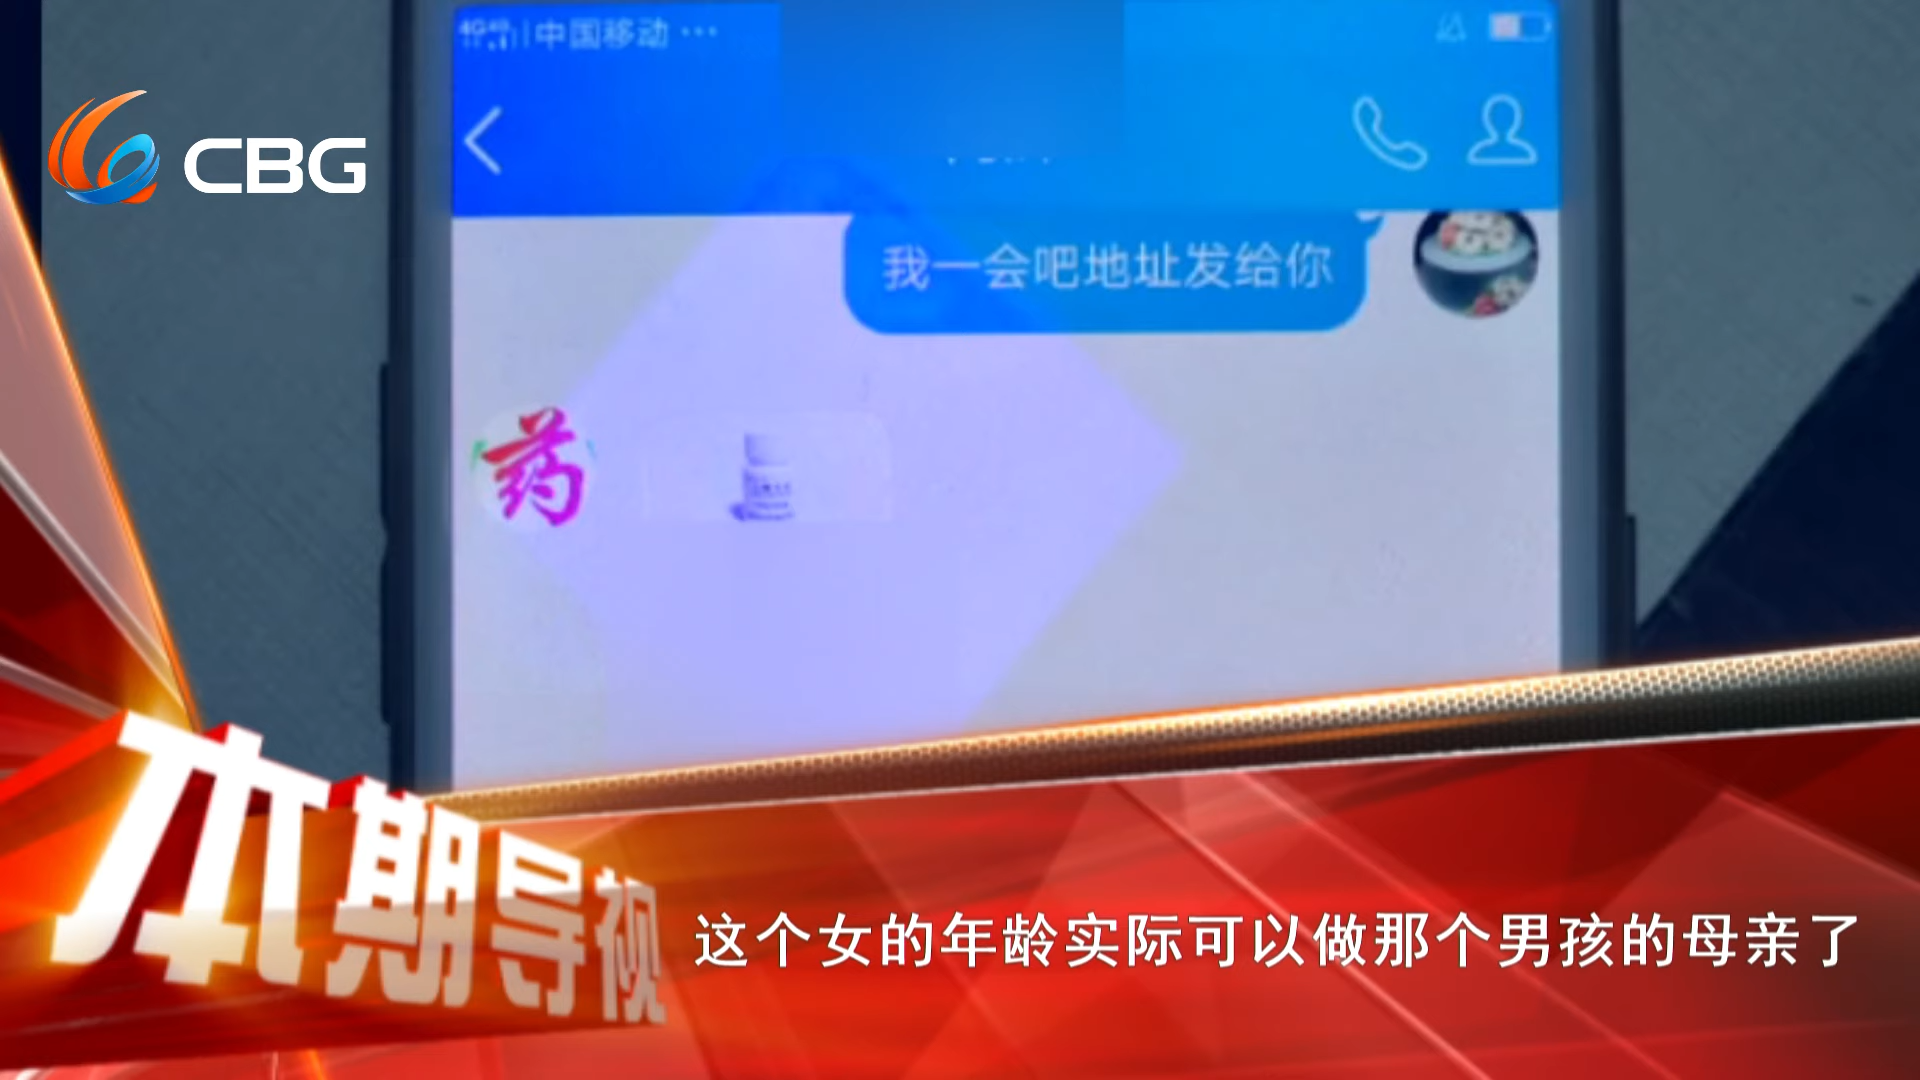 中国移动 ···
CBG
我一会吧地址发给你
药
本期导视
这个女的年龄实际可以做那个男孩的母亲了